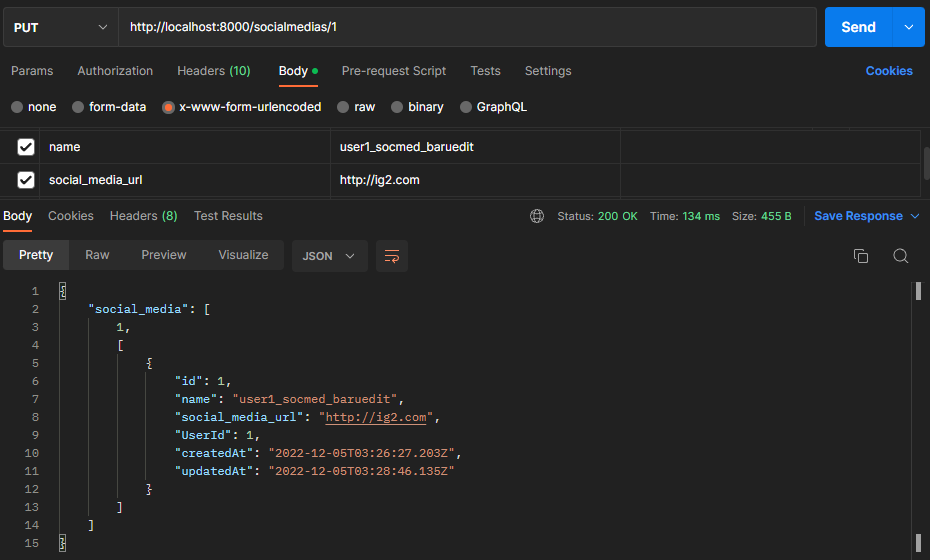 PUT http://localhost:8000/socialmedias/1 Send
Params Authorization Headers (10) Body Pre-request Script Tests Settings Cookies
none form-data x-www-form-urlencoded raw binary GraphQL
name user1_socmed_baruedit
social_media_url http://ig2.com
Body Cookies Headers (8) Test Results Status: 200 OK Time: 134 ms Size: 455 B Save Response
Pretty Raw Preview Visualize JSON
1 {
2 "social_media": [
3 1,
4 [
5 {
6 "id": 1,
7 "name": "user1_socmed_baruedit",
8 "social_media_url": "http://ig2.com",
9 "UserId": 1,
10 "createdAt": "2022-12-05T03:26:27.203Z",
11 "updatedAt": "2022-12-05T03:28:46.135Z"
12 }
13 ]
14 ]
15 }